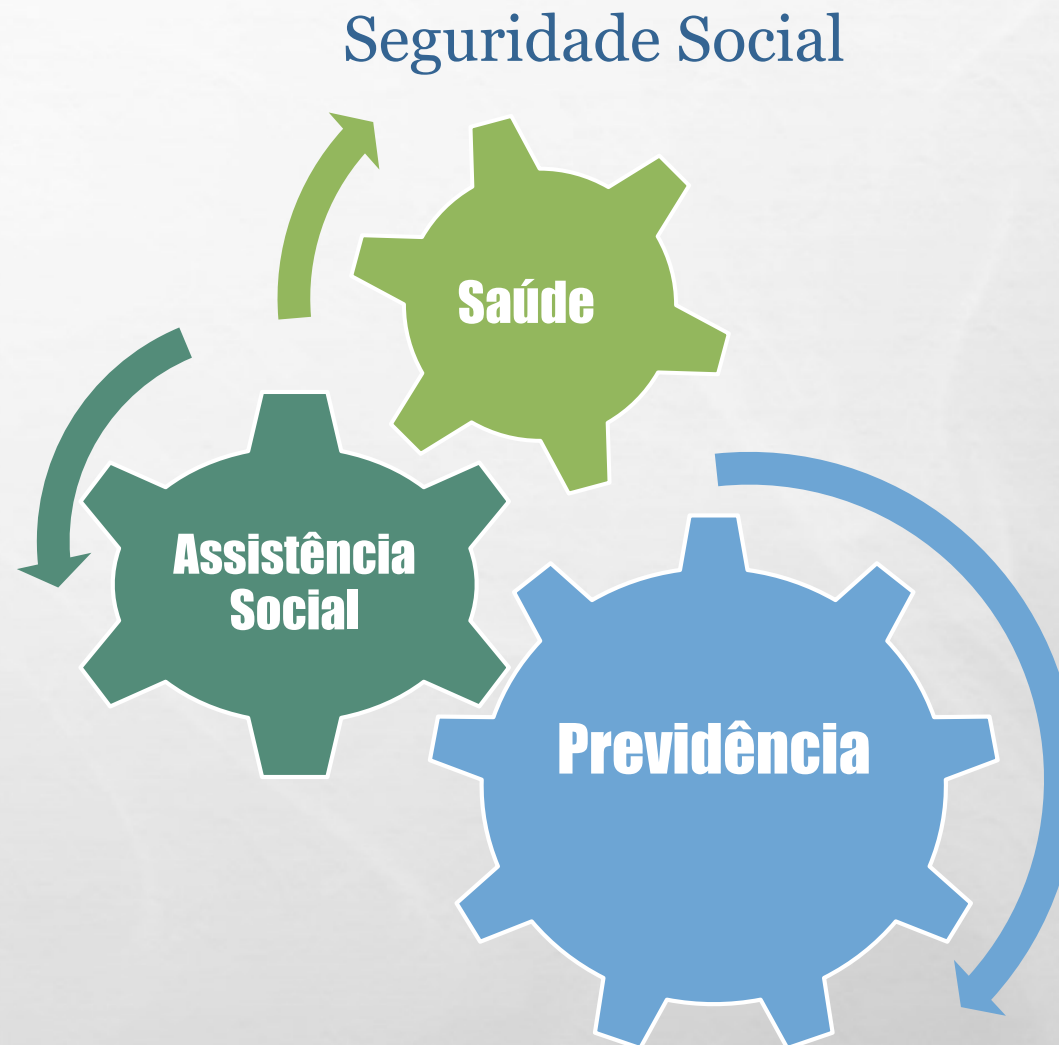 Seguridade Social
Saúde
Assistência
Social
Previdência